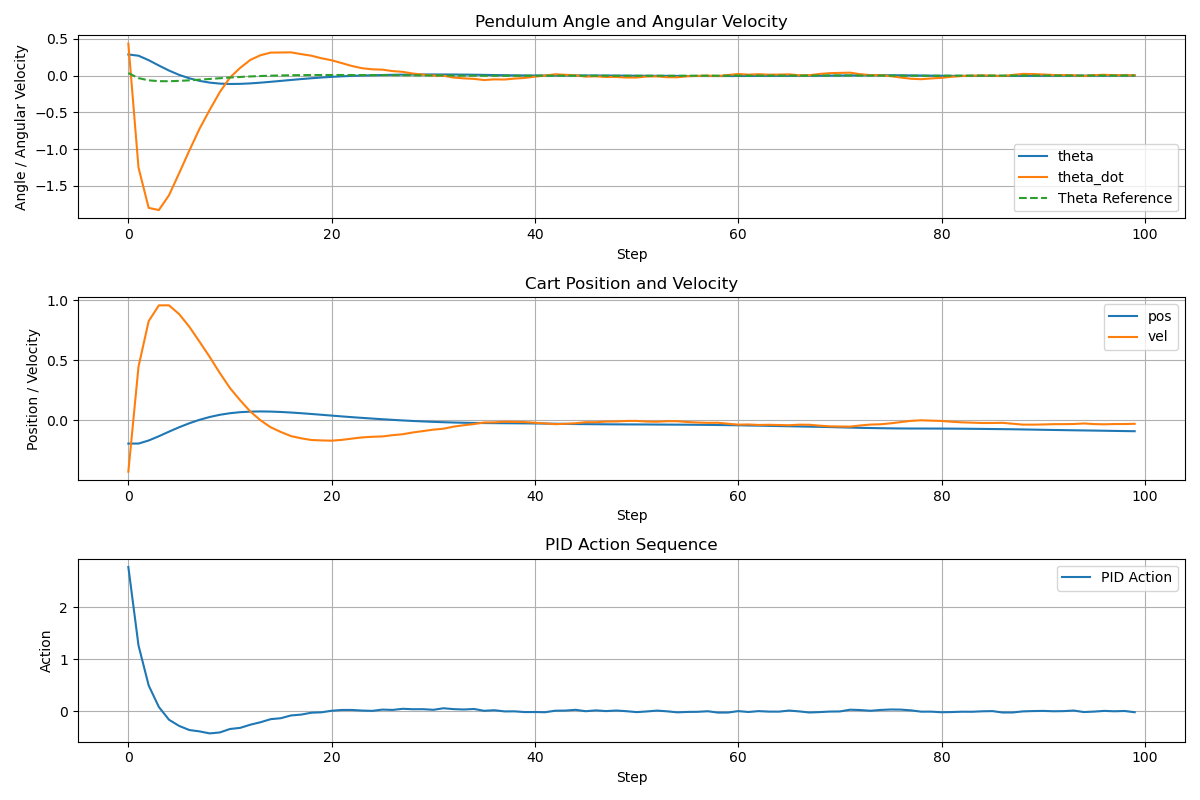 Pendulum Angle and Angular Velocity
Angle / Angular Velocity
0.5
0.0
−0.5
−1.0
−1.5
theta
theta_dot
Theta Reference
0 20 40 60 80 100
Step
Cart Position and Velocity
Position / Velocity
1.0
0.5
0.0
pos
vel
0 20 40 60 80 100
Step
PID Action Sequence
Action
2
1
0
PID Action
0 20 40 60 80 100
Step